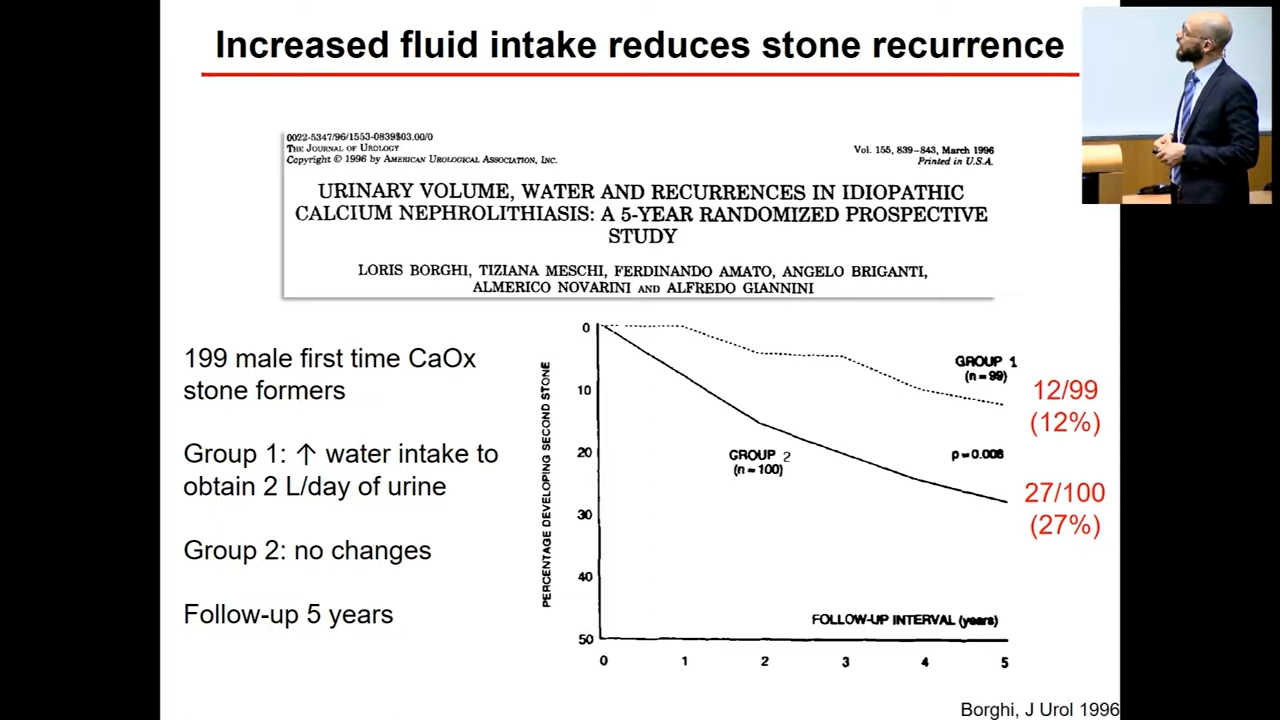 Increased fluid intake reduces stone recurrence
0022-5347/96/1553-0839$03.00/0
THE JOURNAL OF UROLOGY
Copyright © 1996 by AMERICAN UROLOGICAL ASSOCIATION, INC.
Vol. 155, 839–843, March 1996
Printed in U.S.A.
URINARY VOLUME, WATER AND RECURRENCES IN IDIOPATHIC
CALCIUM NEPHROLITHIASIS: A 5-YEAR RANDOMIZED PROSPECTIVE
STUDY
LORIS BORGHI, TIZIANA MESCHI, FERDINANDO AMATO, ANGELO BRIGANTI,
ALMERICO NOVARINI AND ALFREDO GIANNINI
199 male first time CaOx
stone formers
Group 1: ↑ water intake to
obtain 2 L/day of urine
Group 2: no changes
Follow-up 5 years
PERCENTAGE DEVELOPING SECOND STONE
0
10
20
30
40
50
GROUP 1
(n = 99)
GROUP 2
(n = 100)
p = 0.008
FOLLOW-UP INTERVAL (years)
0 1 2 3 4 5
12/99
(12%)
27/100
(27%)
Borghi, J Urol 1996